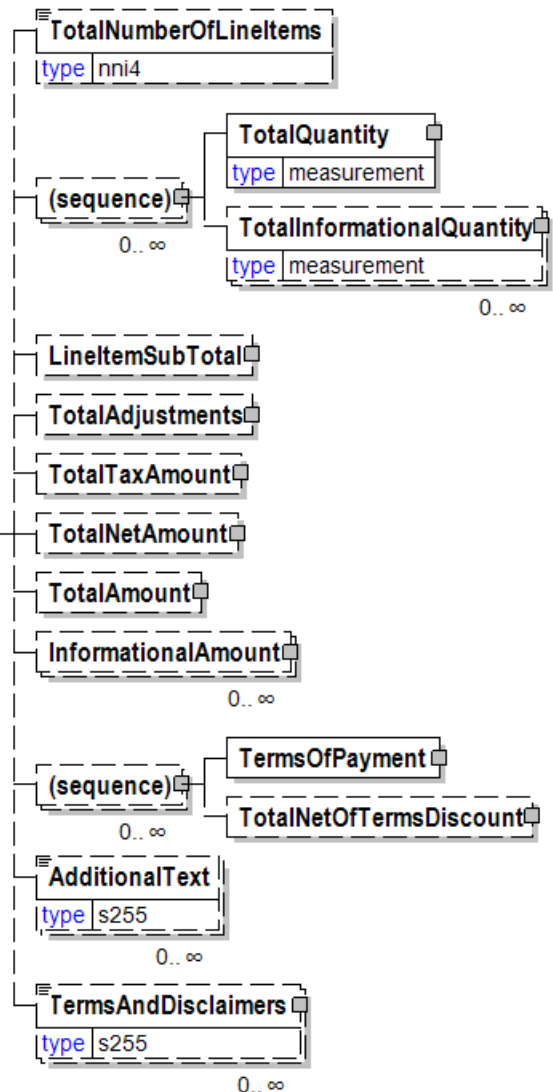 TotalNumberOfLineItems
type nni4
TotalQuantity
type measurement
(sequence)
0.. ∞
TotalInformationalQuantity
type measurement
0.. ∞
LineItemSubTotal
TotalAdjustments
TotalTaxAmount
TotalNetAmount
TotalAmount
InformationalAmount
0.. ∞
TermsOfPayment
(sequence)
0.. ∞
TotalNetOfTermsDiscount
AdditionalText
type s255
0.. ∞
TermsAndDisclaimers
type s255
0.. ∞